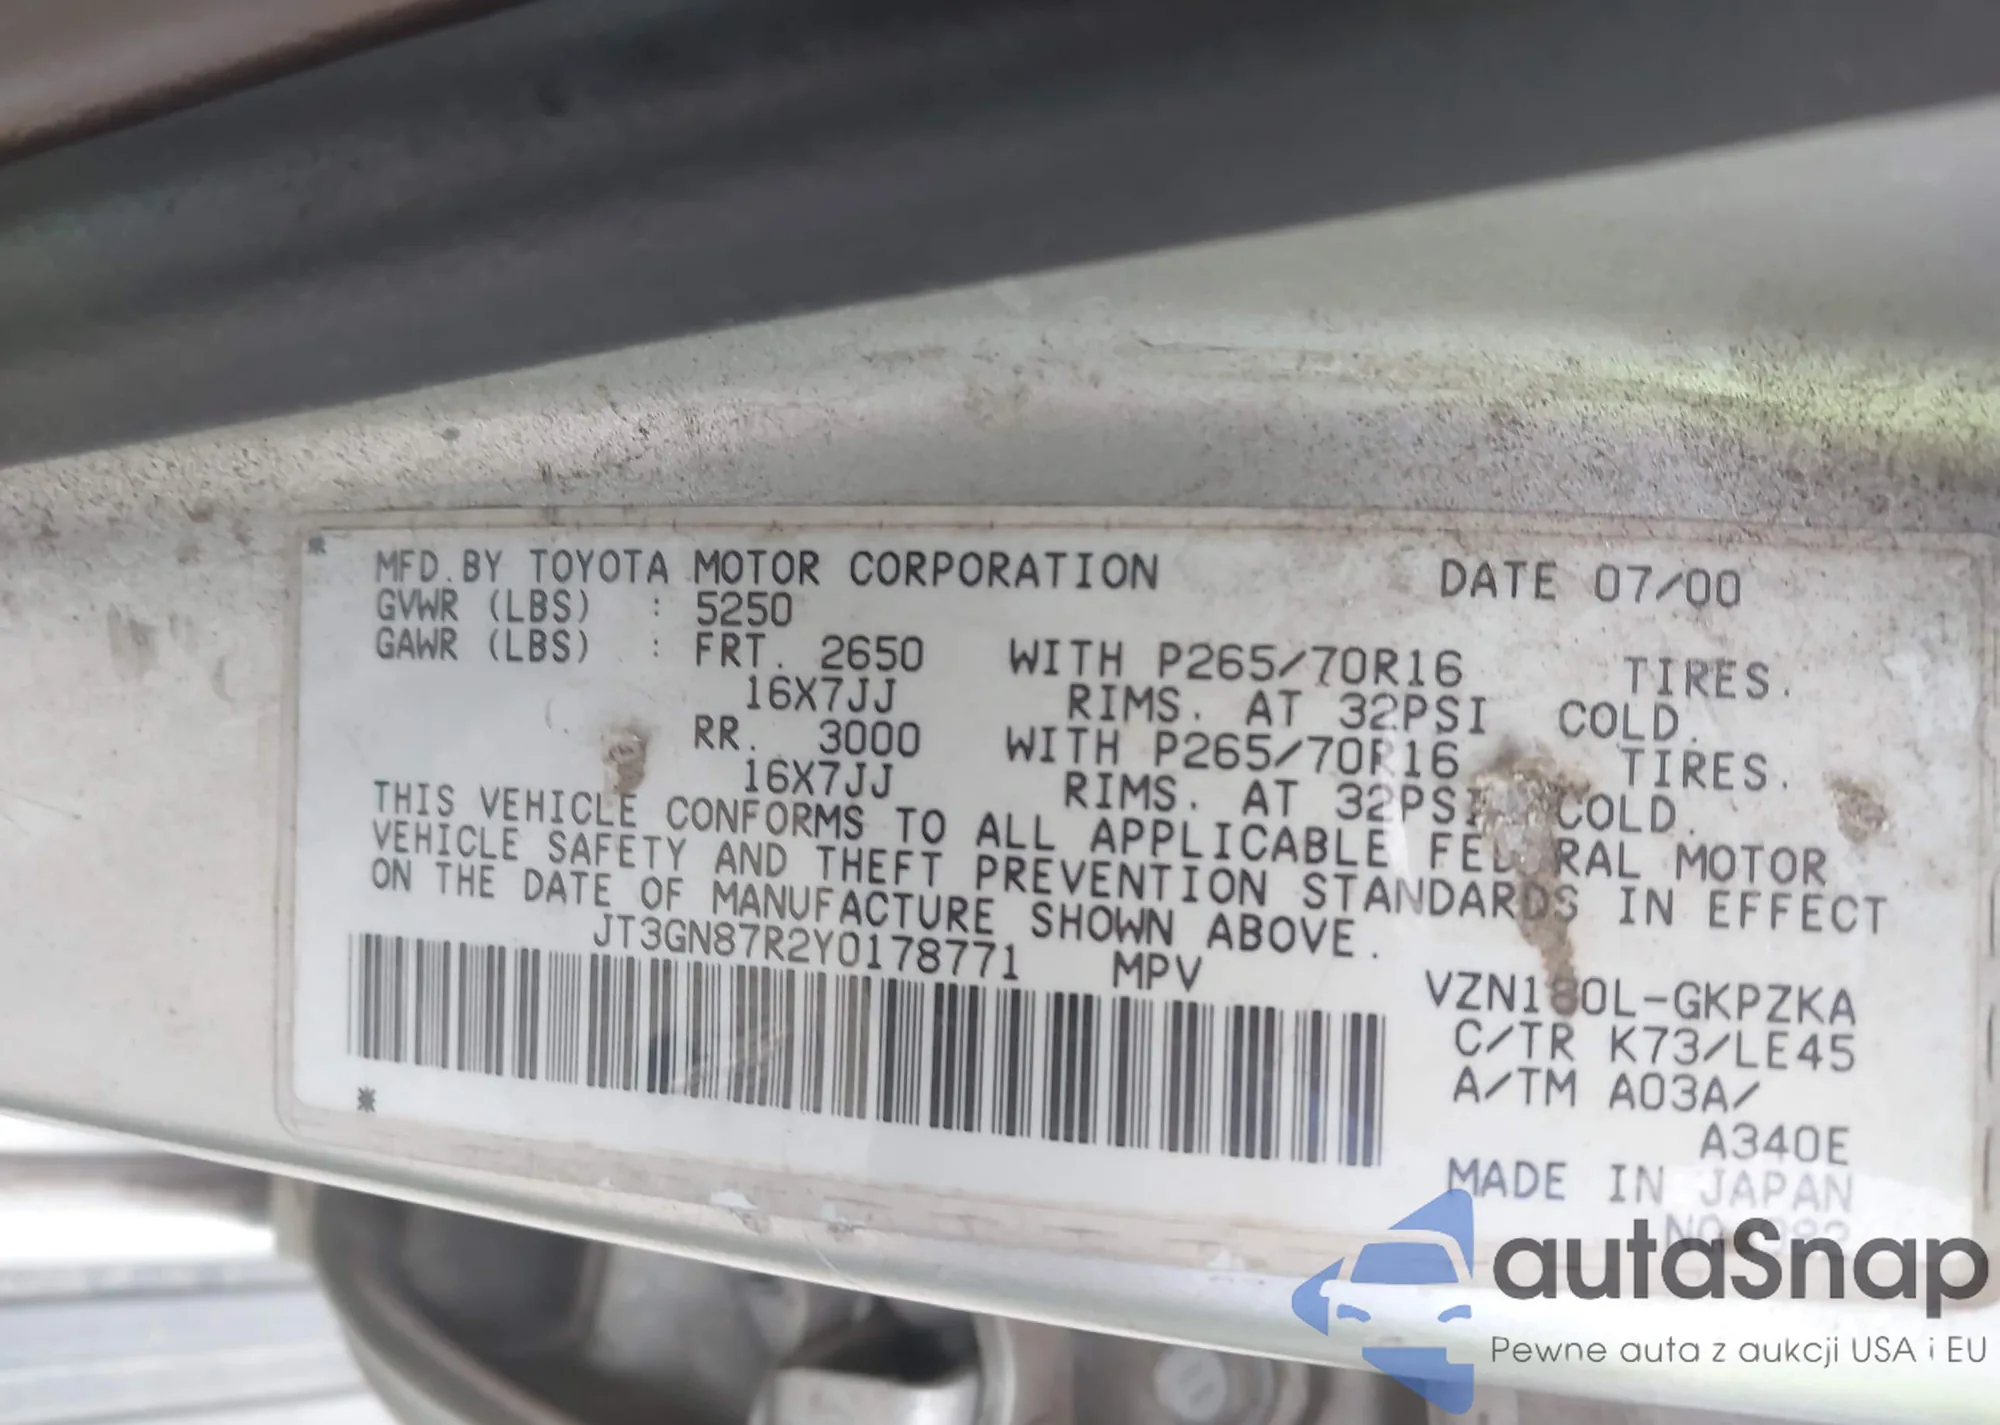 MFD. BY TOYOTA MOTOR CORPORATION DATE 07/00
GVWR (LBS) : 5250
GAWR (LBS) : FRT. 2650 WITH P265/70R16 TIRES.
16X7JJ RIMS. AT 32PSI COLD.
RR. 3000 WITH P265/70R16 TIRES.
16X7JJ RIMS. AT 32PSI COLD.
THIS VEHICLE CONFORMS TO ALL APPLICABLE FEDERAL MOTOR
VEHICLE SAFETY AND THEFT PREVENTION STANDARDS IN EFFECT
ON THE DATE OF MANUFACTURE SHOWN ABOVE.
JT3GN87R2Y0178771 MPV
VZN180L-GKPZKA
C/TR K73/LE45
A/TM A03A/
A340E
MADE IN JAPAN
autaSnap
Pewne auta z aukcji USA i EU